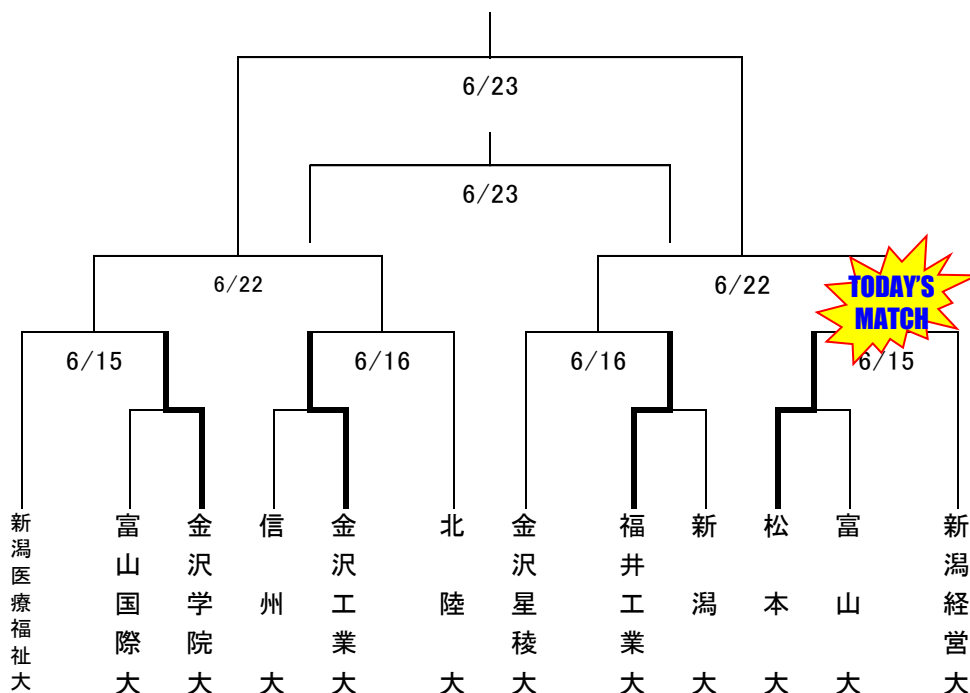 6/23
6/23
6/22
6/22
TODAY'S
MATCH
6/15
6/16
6/16
6/15
新潟医療福祉大
富山国際大
金沢学院大
信州大
金沢工業大
北陸大
金沢星稜大
福井工業大
新潟大
松本大
富山大
新潟経営大